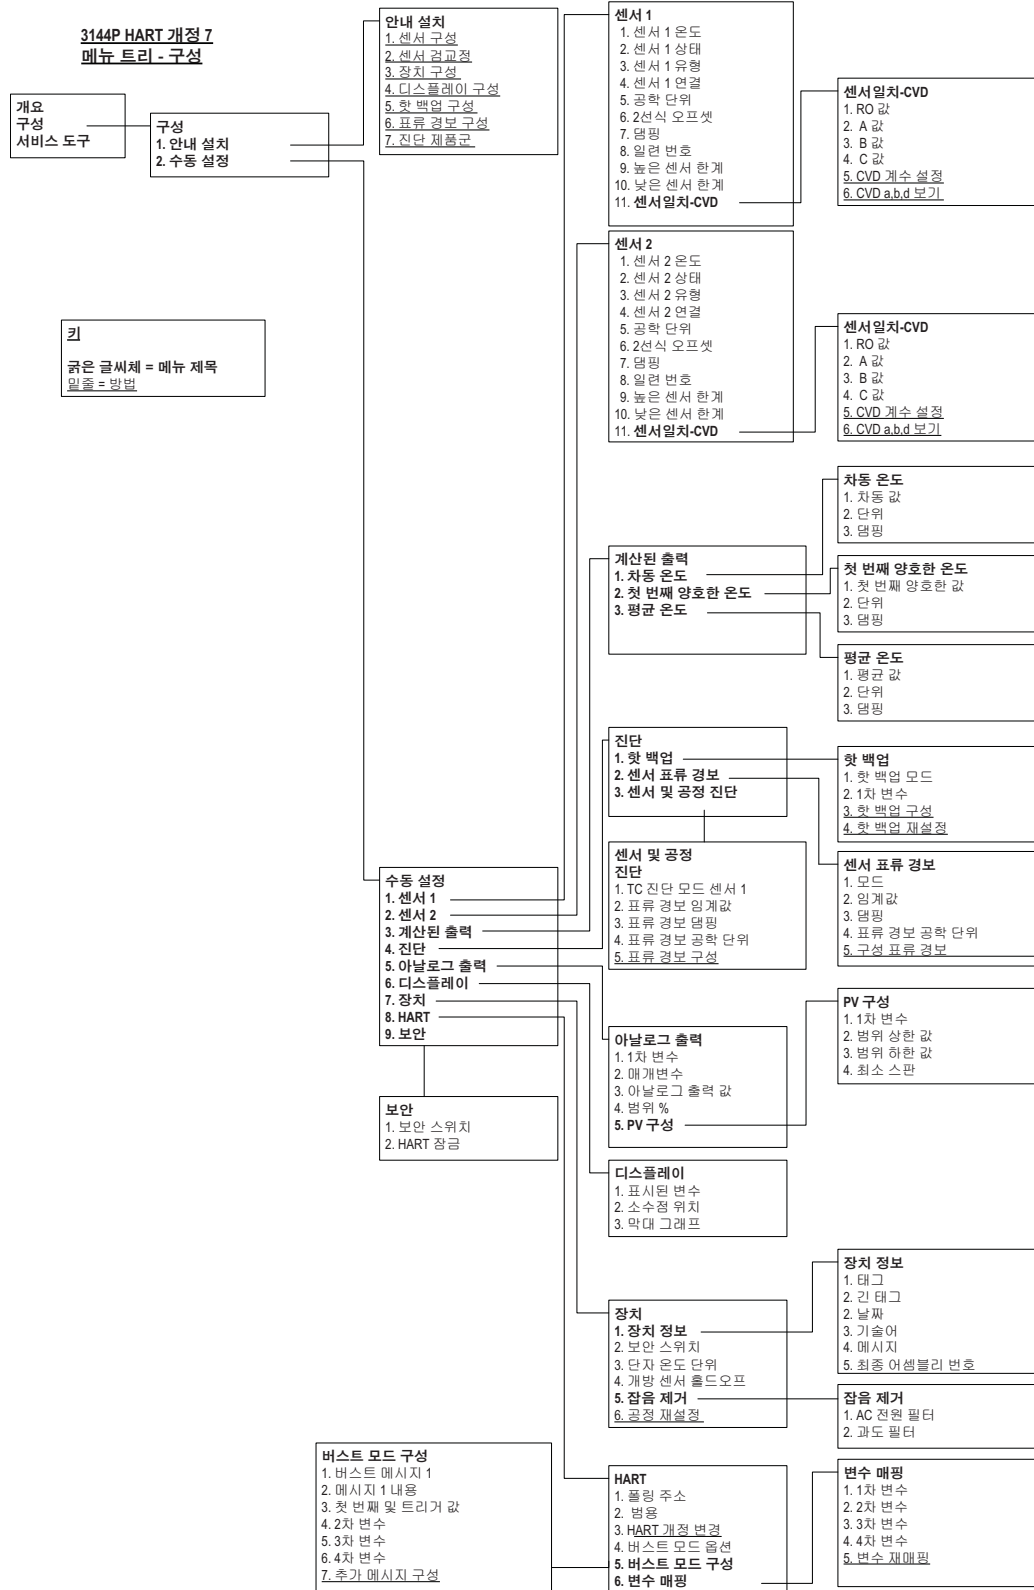 3144P HART 개정 7
메뉴 트리 - 구성
개요
구성
서비스 도구
구성
1. 안내 설치
2. 수동 설정
안내 설치
1. 센서 구성
2. 센서 검교정
3. 장치 구성
4. 디스플레이 구성
5. 핫 백업 구성
6. 표류 경보 구성
7. 진단 제품군
키
굵은 글씨체 = 메뉴 제목
밑줄 = 방법
센서 1
1. 센서 1 온도
2. 센서 1 상태
3. 센서 1 유형
4. 센서 1 연결
5. 공학 단위
6. 2선식 오프셋
7. 댐핑
8. 일련 번호
9. 높은 센서 한계
10. 낮은 센서 한계
11. 센서일치-CVD
센서일치-CVD
1. RO 값
2. A 값
3. B 값
4. C 값
5. CVD 계수 설정
6. CVD a,b,d 보기
센서 2
1. 센서 2 온도
2. 센서 2 상태
3. 센서 2 유형
4. 센서 2 연결
5. 공학 단위
6. 2선식 오프셋
7. 댐핑
8. 일련 번호
9. 높은 센서 한계
10. 낮은 센서 한계
11. 센서일치-CVD
센서일치-CVD
1. RO 값
2. A 값
3. B 값
4. C 값
5. CVD 계수 설정
6. CVD a,b,d 보기
계산된 출력
1. 차동 온도
2. 첫 번째 양호한 온도
3. 평균 온도
차동 온도
1. 차동 값
2. 단위
3. 댐핑
첫 번째 양호한 온도
1. 첫 번째 양호한 값
2. 단위
3. 댐핑
평균 온도
1. 평균 값
2. 단위
3. 댐핑
진단
1. 핫 백업
2. 센서 표류 경보
3. 센서 및 공정 진단
핫 백업
1. 핫 백업 모드
2. 1차 변수
3. 핫 백업 구성
4. 핫 백업 재설정
센서 및 공정
진단
1. TC 진단 모드 센서 1
2. 표류 경보 임계값
3. 표류 경보 댐핑
4. 표류 경보 공학 단위
5. 표류 경보 구성
센서 표류 경보
1. 모드
2. 임계값
3. 댐핑
4. 표류 경보 공학 단위
5. 구성 표류 경보
수동 설정
1. 센서 1
2. 센서 2
3. 계산된 출력
4. 진단
5. 아날로그 출력
6. 디스플레이
7. 장치
8. HART
9. 보안
보안
1. 보안 스위치
2. HART 잠금
아날로그 출력
1. 1차 변수
2. 매개변수
3. 아날로그 출력 값
4. 범위 %
5. PV 구성
PV 구성
1. 1차 변수
2. 범위 상한 값
3. 범위 하한 값
4. 최소 스판
디스플레이
1. 표시된 변수
2. 소수점 위치
3. 막대 그래프
장치
1. 장치 정보
2. 보안 스위치
3. 단자 온도 단위
4. 개방 센서 홀드오프
5. 잡음 제거
6. 공정 재설정
장치 정보
1. 태그
2. 긴 태그
2. 날짜
3. 기술어
4. 메시지
5. 최종 어셈블리 번호
잡음 제거
1. AC 전원 필터
2. 과도 필터
버스트 모드 구성
1. 버스트 메시지 1
2. 메시지 1 내용
3. 첫 번째 및 트리거 값
4. 2차 변수
5. 3차 변수
6. 4차 변수
7. 추가 메시지 구성
HART
1. 폴링 주소
2. 범용
3. HART 개정 변경
4. 버스트 모드 옵션
5. 버스트 모드 구성
6. 변수 매핑
변수 매핑
1. 1차 변수
2. 2차 변수
3. 3차 변수
4. 4차 변수
5. 변수 재매핑